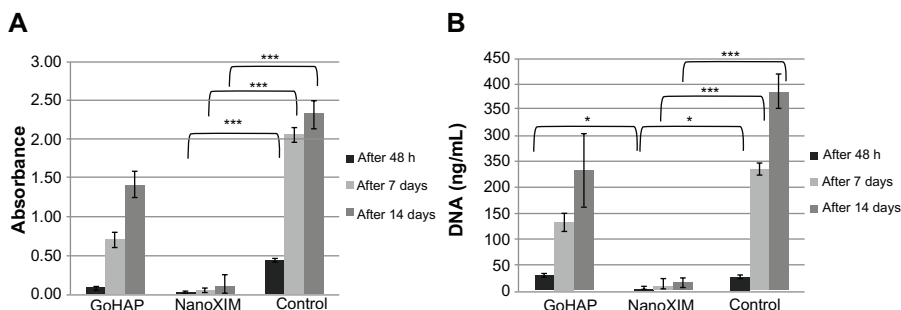 A
3.00
2.50
2.00
1.50
1.00
0.50
0.00
Absorbance
***
***
***
GoHAP
NanoXIM
Control
After 48 h
After 7 days
After 14 days
B
450
400
350
300
350
200
150
100
50
0
DNA (ng/mL)
***
***
*
*
GoHAP
NanoXIM
Control
After 48 h
After 7 days
After 14 days